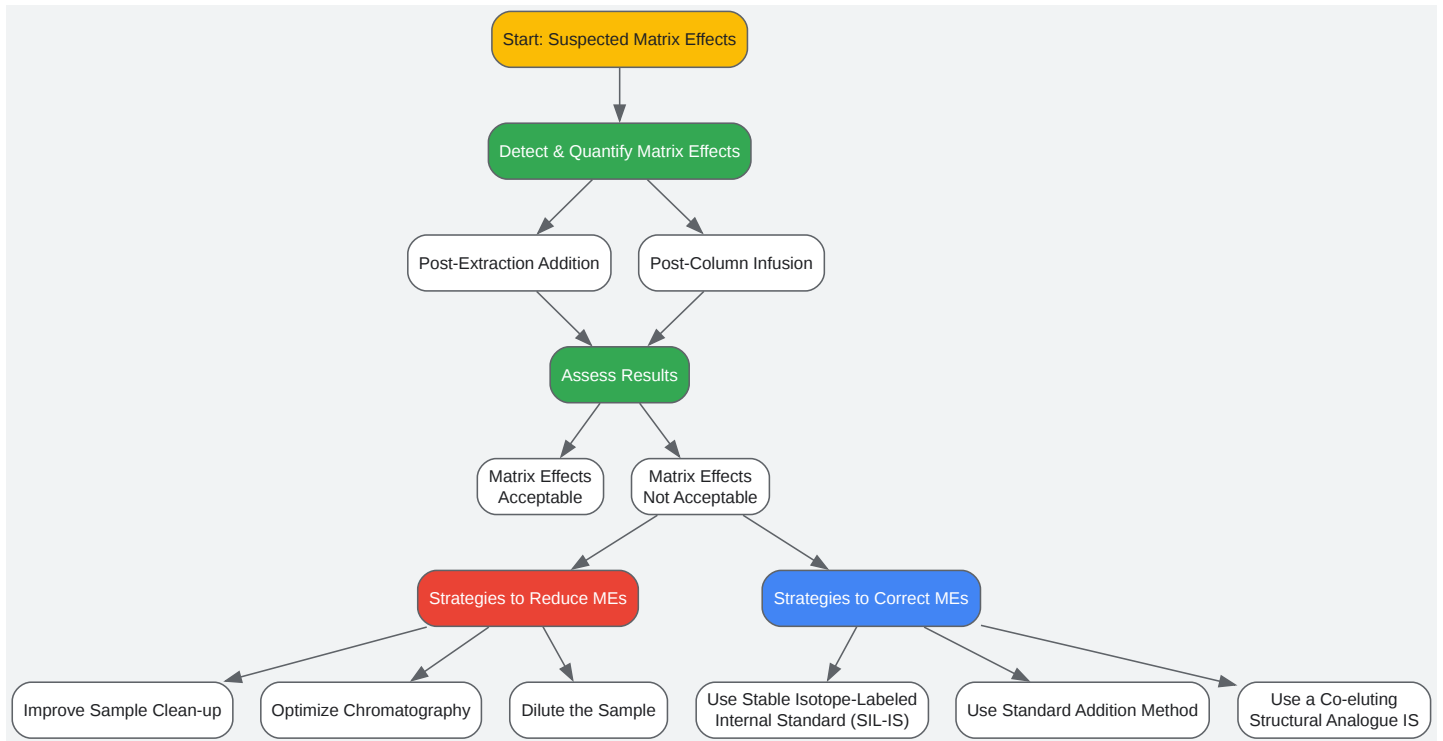 Start: Suspected Matrix Effects
Detect & Quantify Matrix Effects
Post-Extraction Addition
Post-Column Infusion
Assess Results
Matrix Effects
Acceptable
Matrix Effects
Not Acceptable
Strategies to Reduce MEs
Strategies to Correct MEs
Improve Sample Clean-up
Optimize Chromatography
Dilute the Sample
Use Stable Isotope-Labeled
Internal Standard (SIL-IS)
Use Standard Addition Method
Use a Co-eluting
Structural Analogue IS